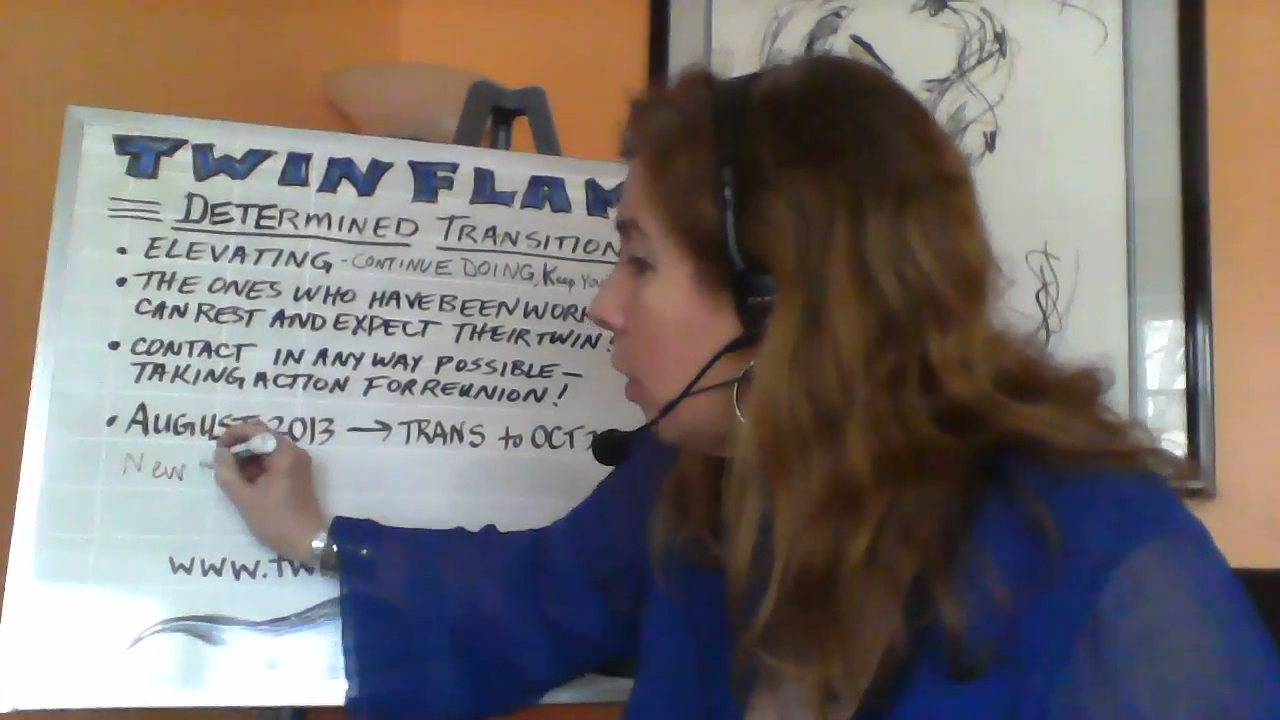 TWIN FLAM
DETERMINED TRANSITION
• ELEVATING - CONTINUE DOING, Keep You
• THE ONES WHO HAVE BEEN WORK
CAN REST AND EXPECT THEIR TWIN!
• CONTACT IN ANY WAY POSSIBLE—
TAKING ACTION FOR REUNION!
• AUGUST 2013 → TRANS to OCT
New
www.tw